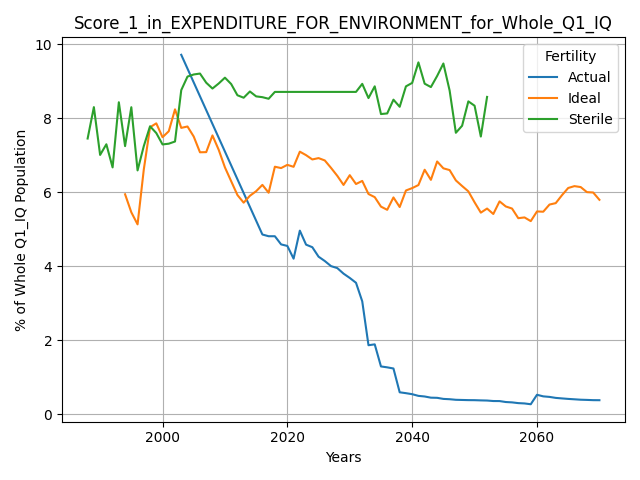 Score_1_in_EXPENDITURE_FOR_ENVIRONMENT_for_Whole_Q1_IQ
% of Whole Q1_IQ Population
10
8
6
4
2
0
Fertility
Actual
Ideal
Sterile
2000
2020
2040
2060
Years